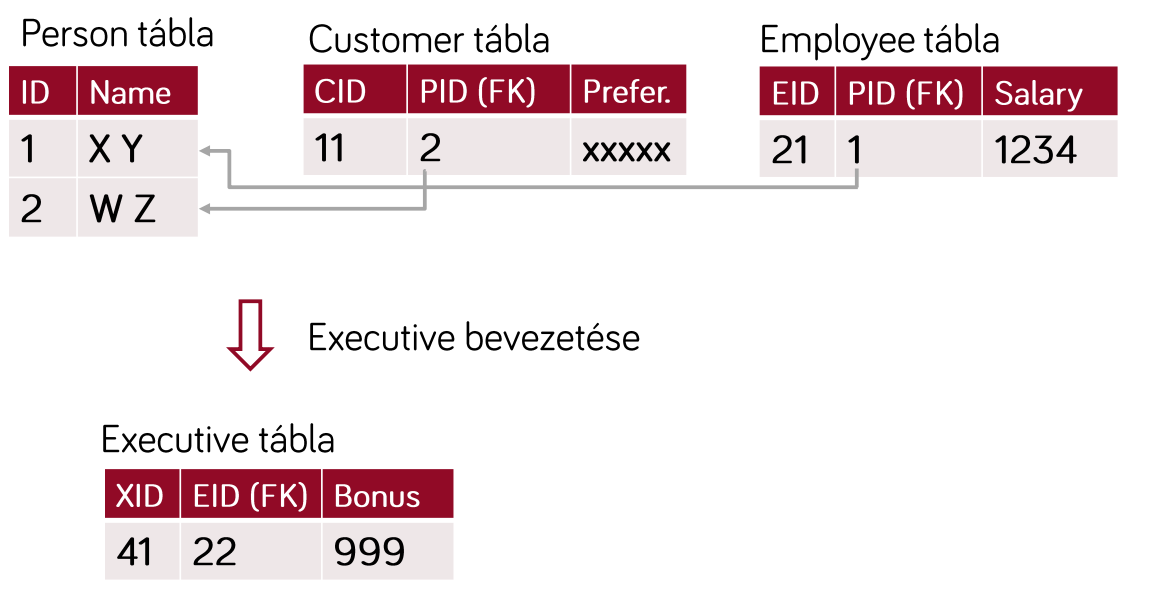 Person tábla
ID Name
1 X Y
2 W Z
Customer tábla
CID PID (FK) Prefer.
11 2 xxxxx
Employee tábla
EID PID (FK) Salary
21 1 1234
Executive bevezetése
Executive tábla
XID EID (FK) Bonus
41 22 999